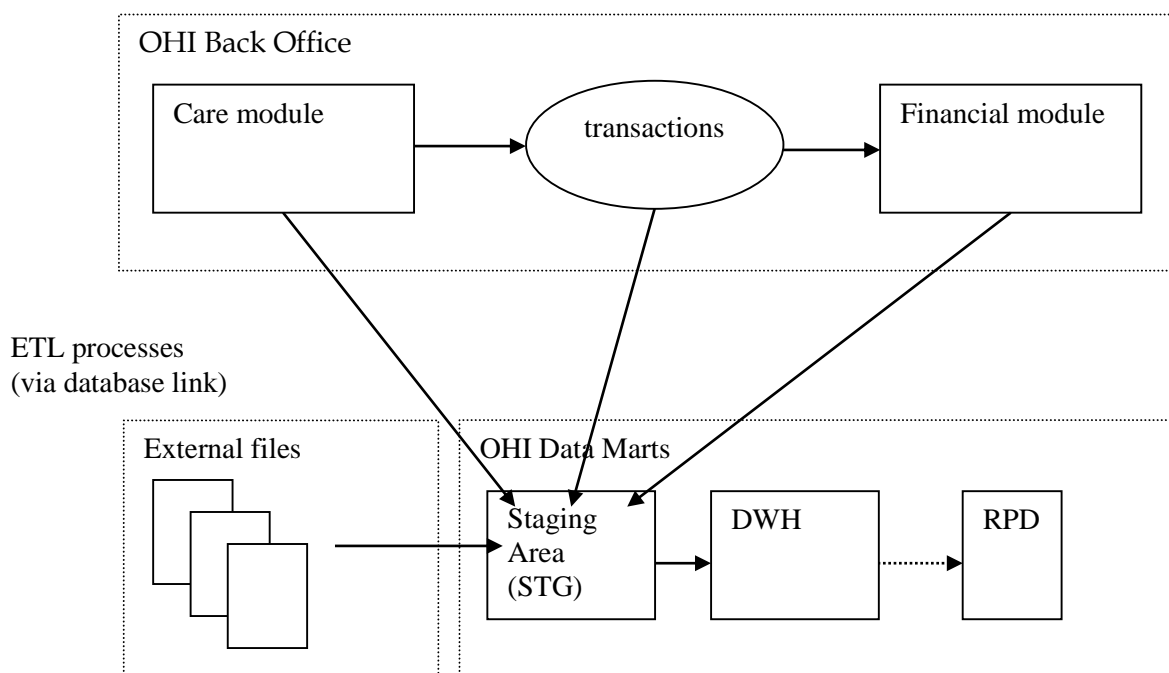 OHI Back Office
Care module
transactions
Financial module
ETL processes
(via database link)
External files
OHI Data Marts
Staging
Area
(STG)
DWH
RPD